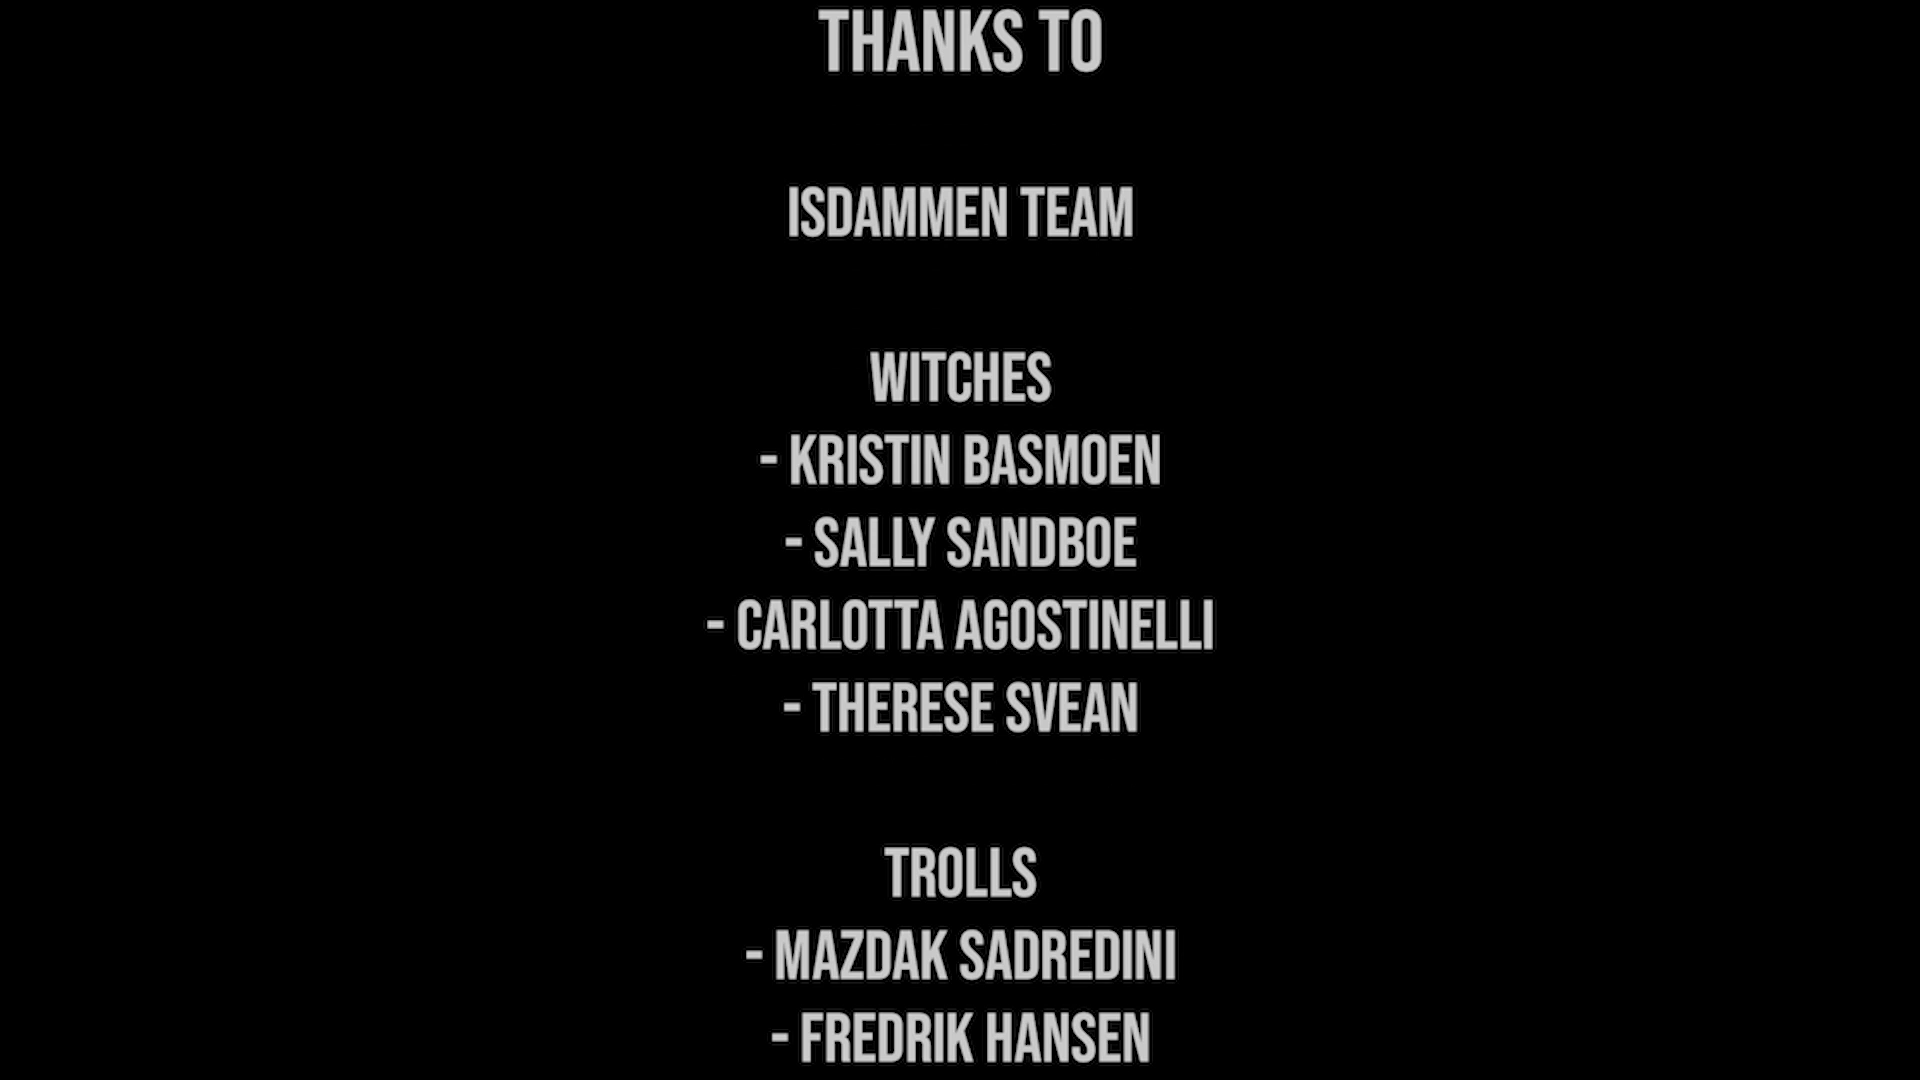 THANKS TO
ISDAMMEN TEAM
WITCHES
- KRISTIN BASMOEN
- SALLY SANDBOE
- CARLOTTA AGOSTINELLI
- THERESE SVEAN
TROLLS
- MAZDAK SADREDINI
- FREDRIK HANSEN